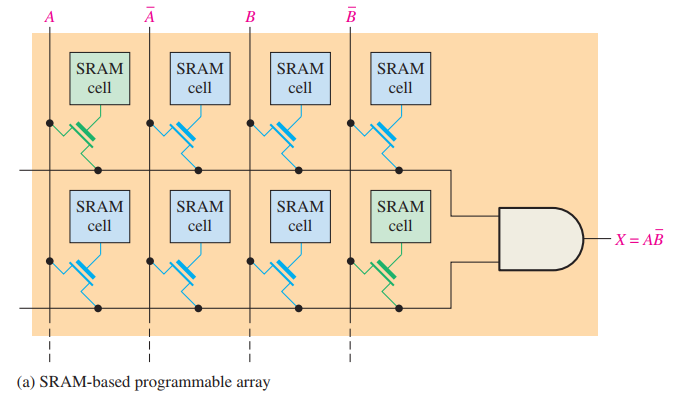 A A̅ B B̅
SRAM cell SRAM cell SRAM cell SRAM cell
SRAM cell SRAM cell SRAM cell SRAM cell
X = AB̅
(a) SRAM-based programmable array